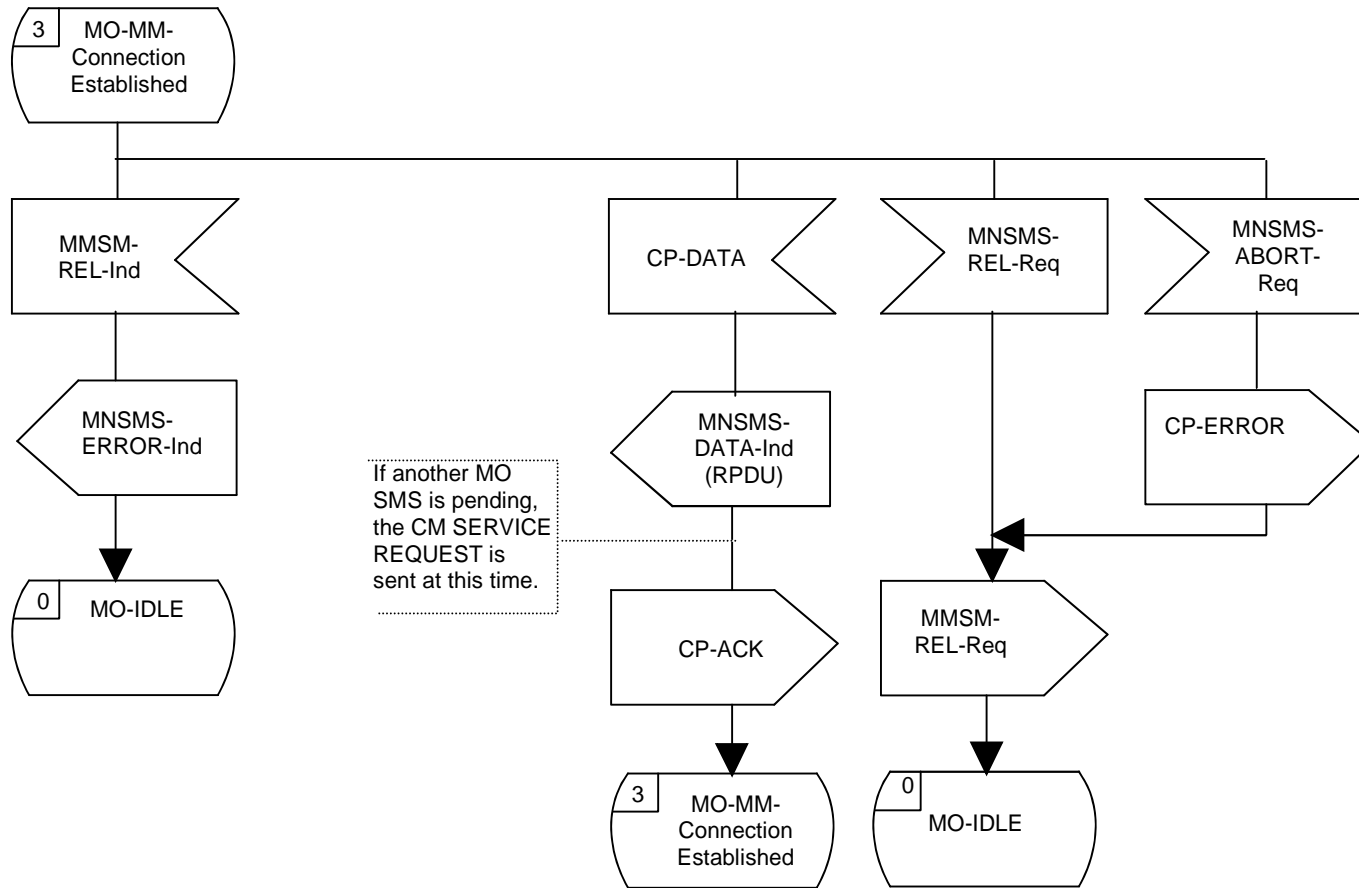 3
MO-MM-
Connection
Established
MMSM-
REL-Ind
CP-DATA
MNSMS-
REL-Req
MNSMS-
ABORT-
Req
MNSMS-
ERROR-Ind
If another MO
SMS is pending,
the CM SERVICE
REQUEST is
sent at this time.
MNSMS-
DATA-Ind
(RPDU)
CP-ERROR
0
MO-IDLE
CP-ACK
MMSM-
REL-Req
3
MO-MM-
Connection
Established
0
MO-IDLE